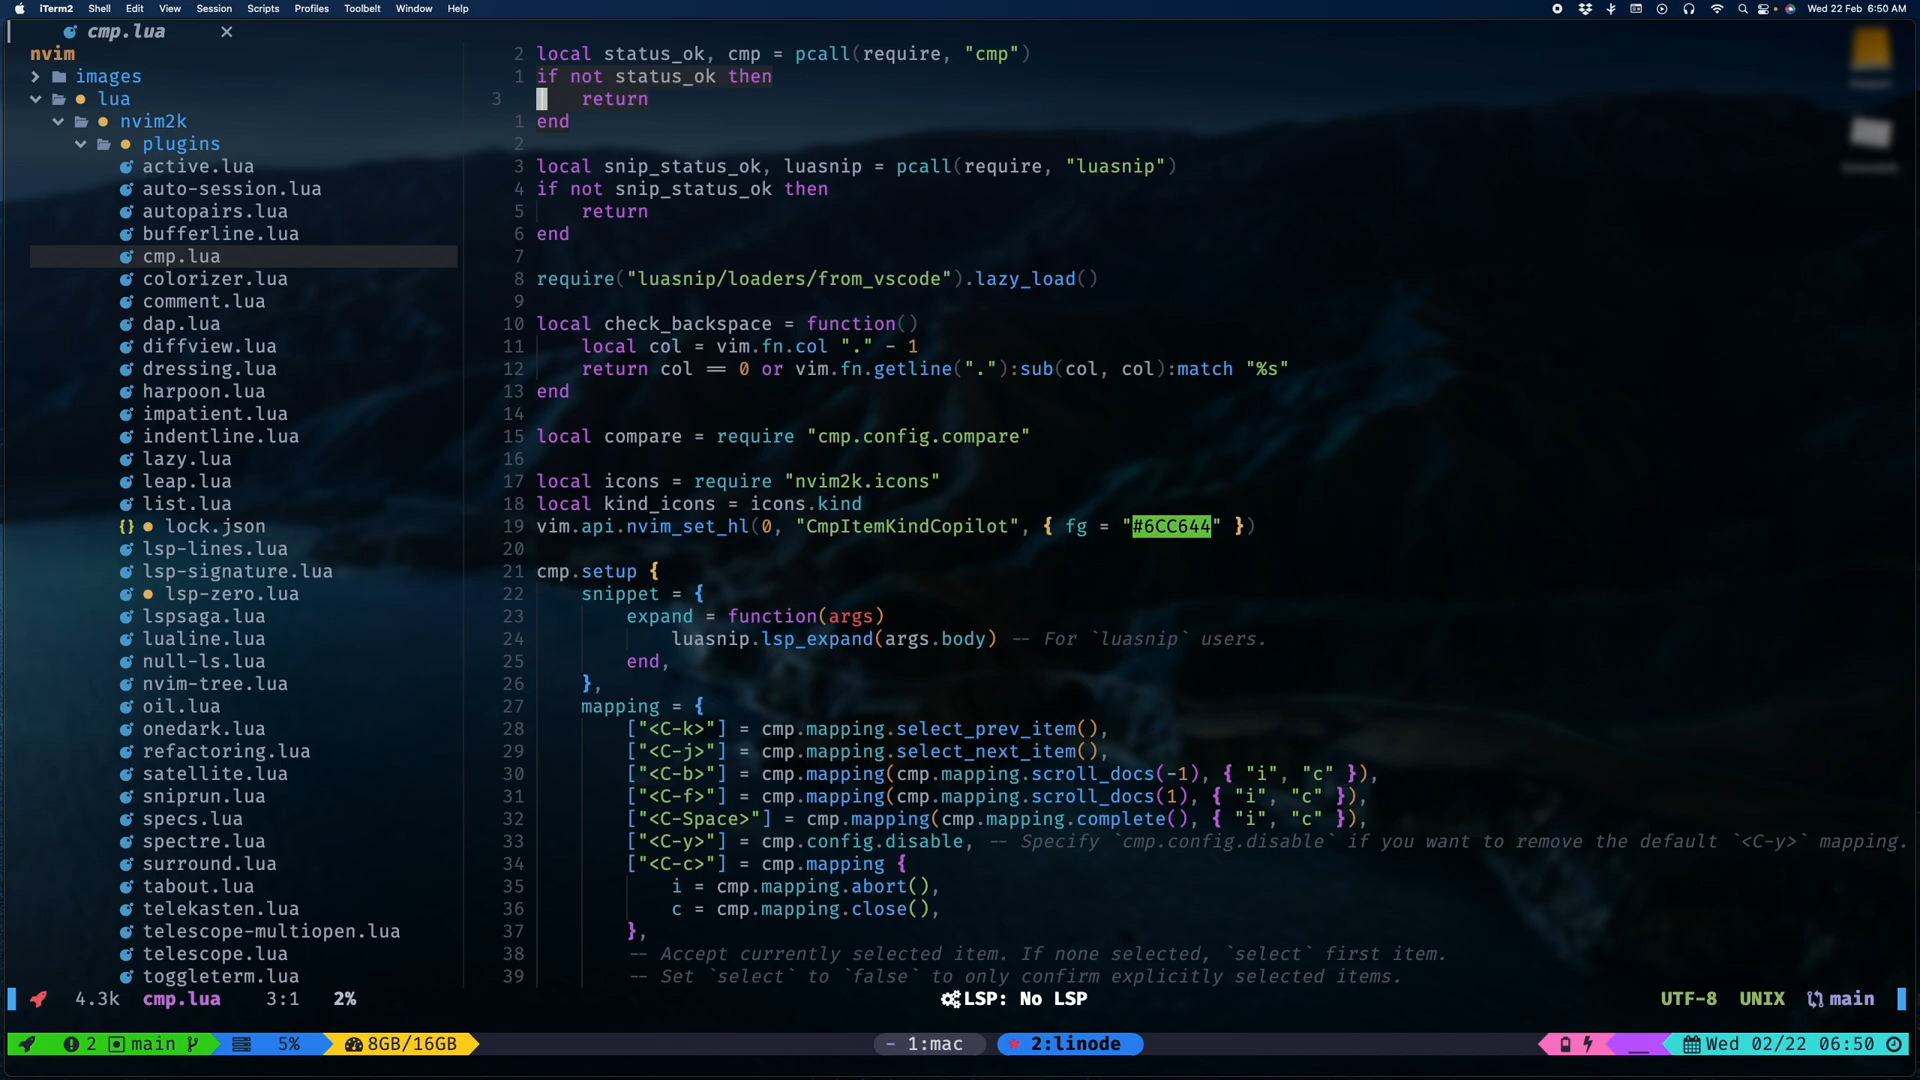 iTerm2 Shell Edit View Session Scripts Profiles Toolbelt Window Help Wed 22 Feb 6:50 AM
cmp.lua ×
nvim
images
lua
nvim2k
plugins
active.lua
auto-session.lua
autopairs.lua
bufferline.lua
cmp.lua
colorizer.lua
comment.lua
dap.lua
diffview.lua
dressing.lua
harpoon.lua
impatient.lua
indentline.lua
lazy.lua
leap.lua
list.lua
{} lock.json
lsp-lines.lua
lsp-signature.lua
lsp-zero.lua
lspsaga.lua
lualine.lua
null-ls.lua
nvim-tree.lua
oil.lua
onedark.lua
refactoring.lua
satellite.lua
sniprun.lua
specs.lua
spectre.lua
surround.lua
tabout.lua
telekasten.lua
telescope-multiopen.lua
telescope.lua
toggleterm.lua
2 local status_ok, cmp = pcall(require, "cmp")
1 if not status_ok then
3 return
1 end
2
3 local snip_status_ok, luasnip = pcall(require, "luasnip")
4 if not snip_status_ok then
5 return
6 end
7
8 require("luasnip/loaders/from_vscode").lazy_load()
9
10 local check_backspace = function()
11 local col = vim.fn.col "." - 1
12 return col == 0 or vim.fn.getline("."):sub(col, col):match "%s"
13 end
14
15 local compare = require "cmp.config.compare"
16
17 local icons = require "nvim2k.icons"
18 local kind_icons = icons.kind
19 vim.api.nvim_set_hl(0, "CmpItemKindCopilot", { fg = "#6CC644" })
20
21 cmp.setup {
22 snippet = {
23 expand = function(args)
24 luasnip.lsp_expand(args.body) -- For `luasnip` users.
25 end,
26 },
27 mapping = {
28 ["<C-k>"] = cmp.mapping.select_prev_item(),
29 ["<C-j>"] = cmp.mapping.select_next_item(),
30 ["<C-b>"] = cmp.mapping(cmp.mapping.scroll_docs(-1), { "i", "c" }),
31 ["<C-f>"] = cmp.mapping(cmp.mapping.scroll_docs(1), { "i", "c" }),
32 ["<C-Space>"] = cmp.mapping(cmp.mapping.complete(), { "i", "c" }),
33 ["<C-y>"] = cmp.config.disable, -- Specify `cmp.config.disable` if you want to remove the default `<C-y>` mapping.
34 ["<C-c>"] = cmp.mapping {
35 i = cmp.mapping.abort(),
36 c = cmp.mapping.close(),
37 },
38 -- Accept currently selected item. If none selected, `select` first item.
39 -- Set `select` to `false` to only confirm explicitly selected items.
4.3k cmp.lua 3:1 2% LSP: No LSP UTF-8 UNIX main
2 main 5% 8GB/16GB - 1:mac * 2:linode Wed 02/22 06:50